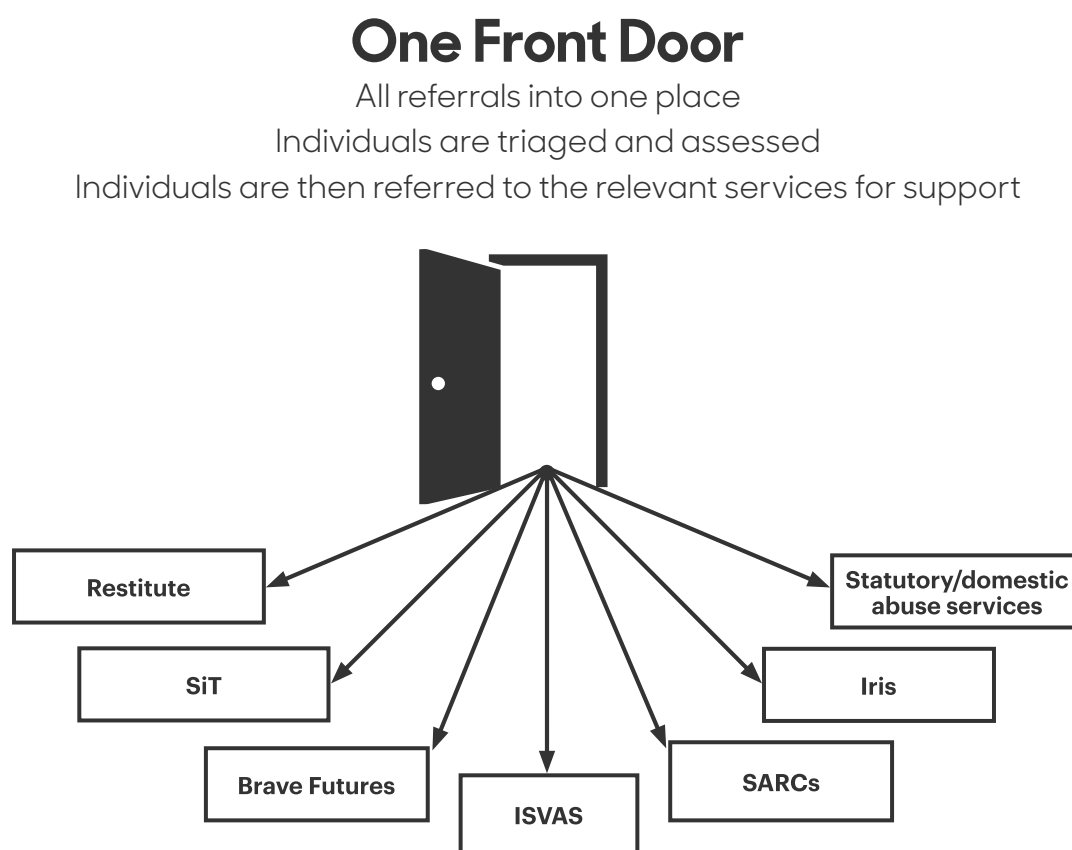 One Front Door
All referrals into one place
Individuals are triaged and assessed
Individuals are then referred to the relevant services for support
Restitute
Statutory/domestic
abuse services
SiT
Iris
Brave Futures
SARCs
ISVAS